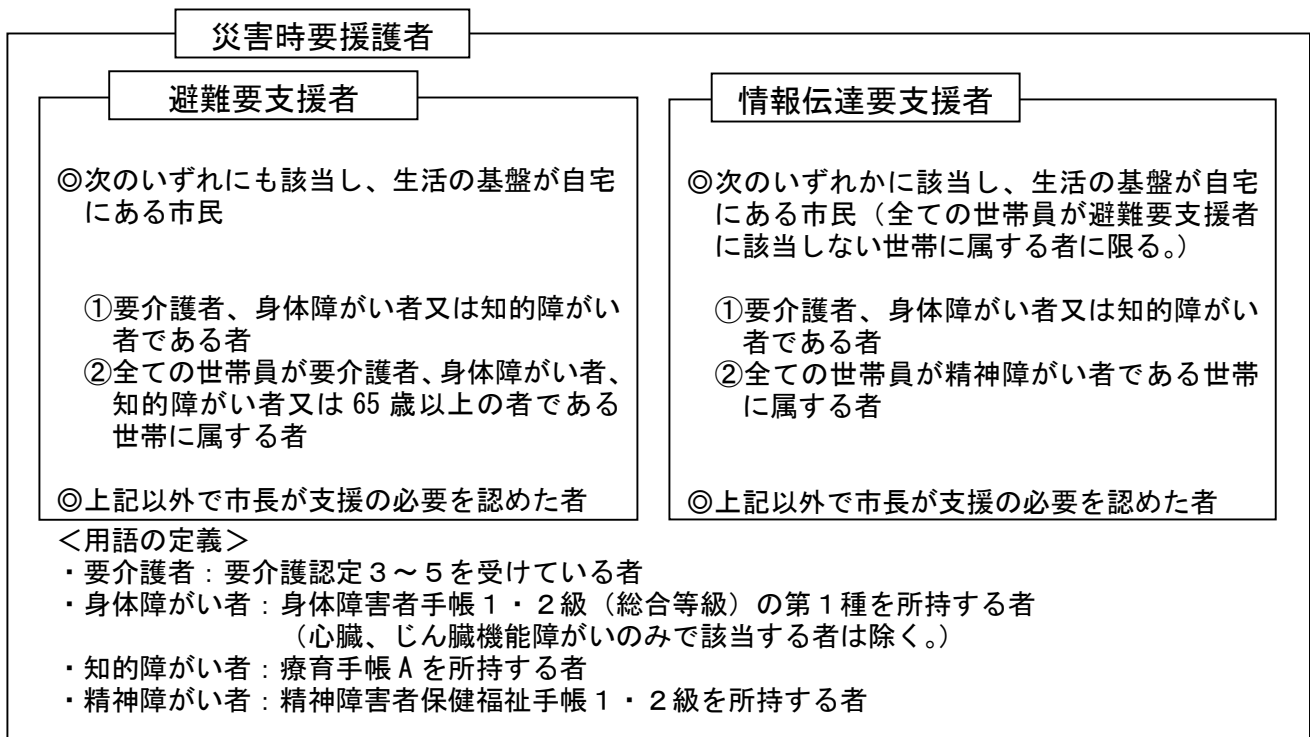 災害時要援護者
避難要支援者
◎次のいずれにも該当し、生活の基盤が自宅
にある市民
①要介護者、身体障がい者又は知的障がい
者である者
②全ての世帯員が要介護者、身体障がい者、
知的障がい者又は 65 歳以上の者である
世帯に属する者
◎上記以外で市長が支援の必要を認めた者
情報伝達要支援者
◎次のいずれかに該当し、生活の基盤が自宅
にある市民（全ての世帯員が避難要支援者
に該当しない世帯に属する者に限る。）
①要介護者、身体障がい者又は知的障がい
者である者
②全ての世帯員が精神障がい者である世帯
に属する者
◎上記以外で市長が支援の必要を認めた者
＜用語の定義＞
・要介護者：要介護認定３～５を受けている者
・身体障がい者：身体障害者手帳１・２級（総合等級）の第１種を所持する者
（心臓、じん臓機能障がいのみで該当する者は除く。）
・知的障がい者：療育手帳 A を所持する者
・精神障がい者：精神障害者保健福祉手帳１・２級を所持する者